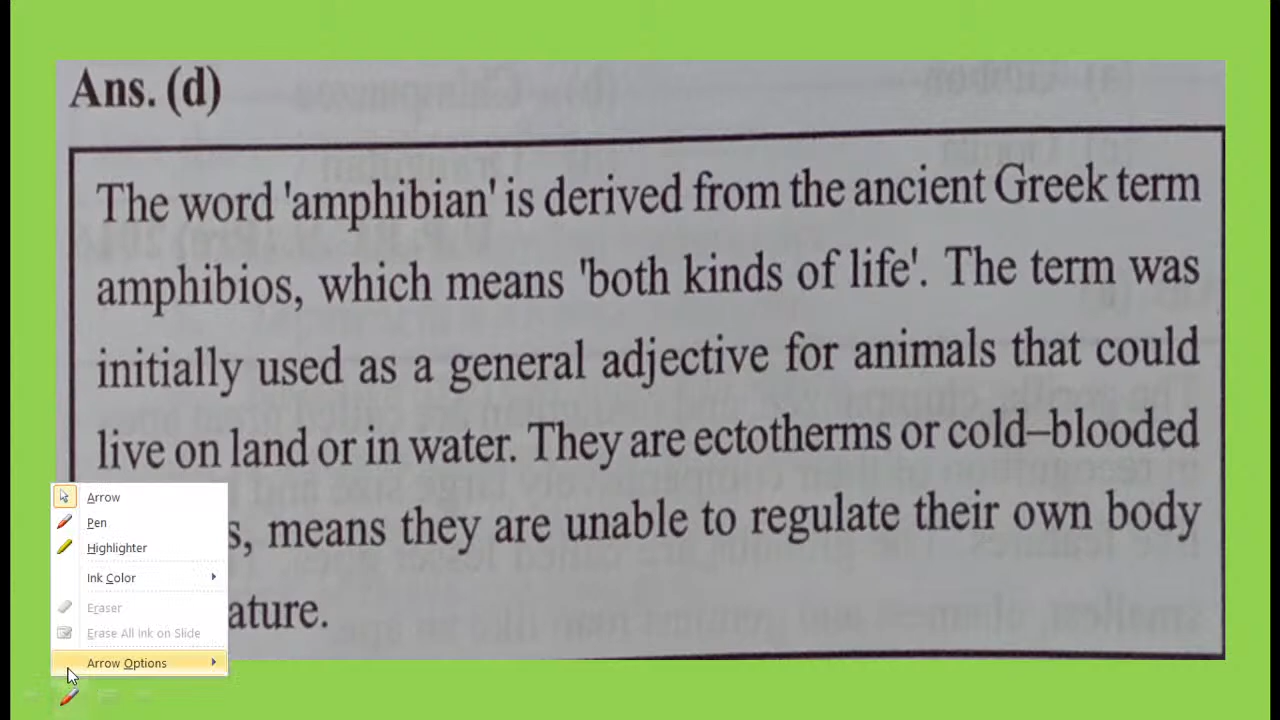 Ans. (d)
The word 'amphibian' is derived from the ancient Greek term
amphibios, which means 'both kinds of life'. The term was
initially used as a general adjective for animals that could
live on land or in water. They are ectotherms or cold–blooded
s, means they are unable to regulate their own body
ature.
Arrow
Pen
Highlighter
Ink Color
Eraser
Erase All Ink on Slide
Arrow Options